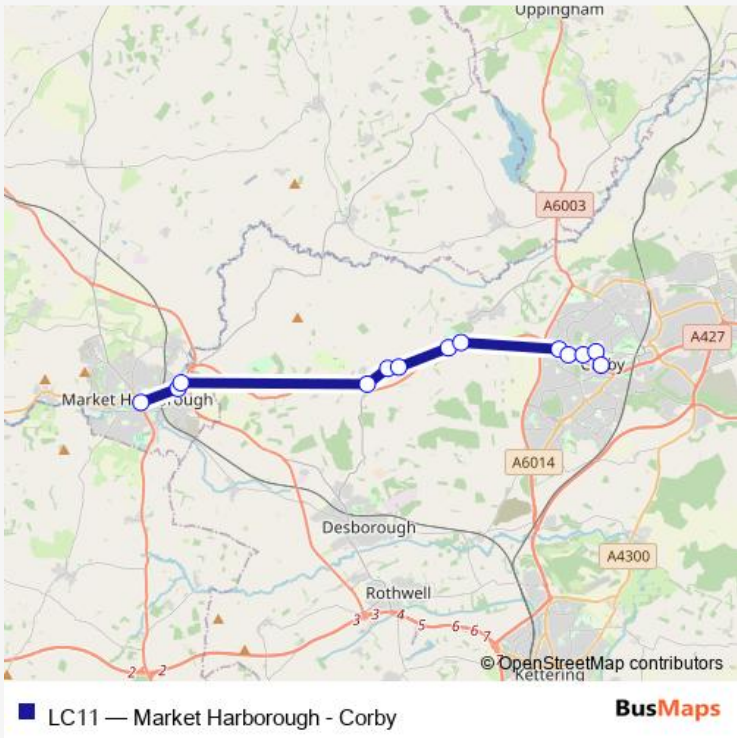 Uppingham
A6003
A427
Corby
Market Harborough
A6014
Desborough
A4300
Rothwell
3 3 4 5 6 6 7
7
2 2
© OpenStreetMap contributors
Kettering
LC11 — Market Harborough - Corby
BusMaps